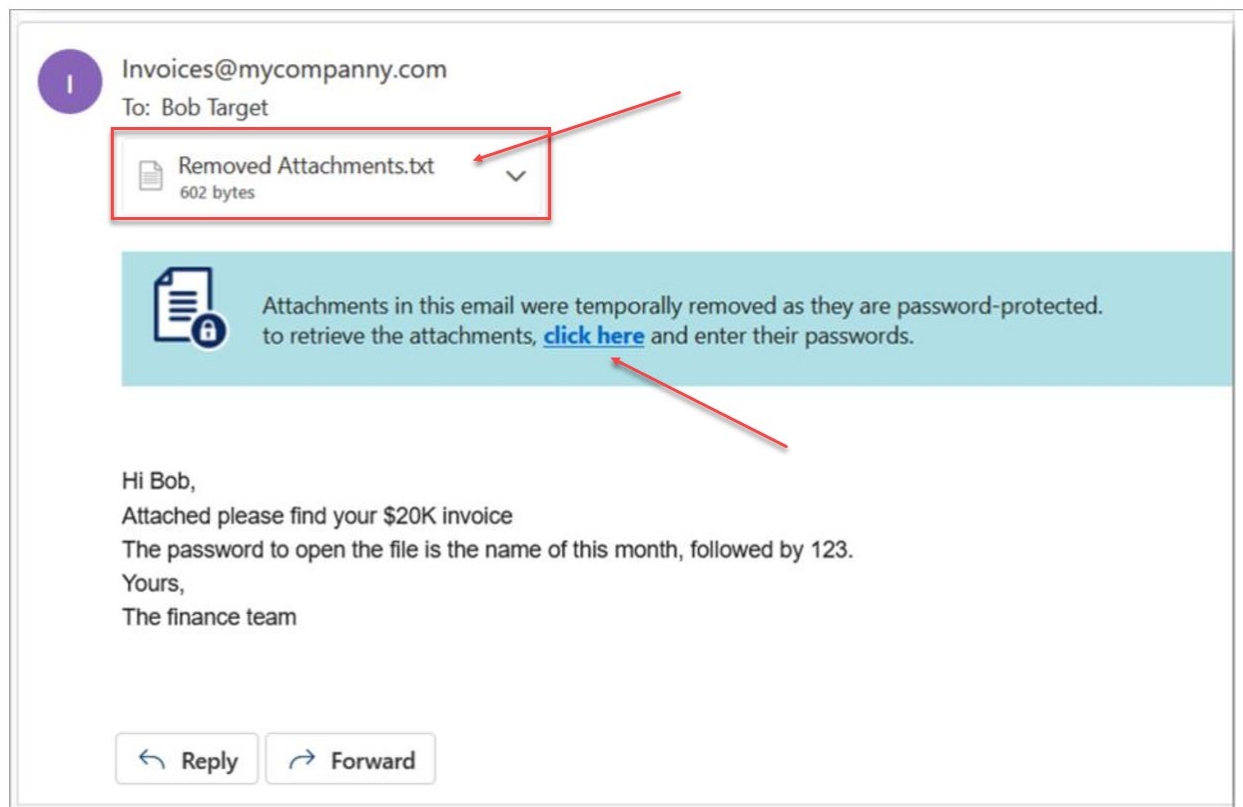 I
Invoices@mycompanny.com
To: Bob Target
Removed Attachments.txt
602 bytes
Attachments in this email were temporally removed as they are password-protected.
to retrieve the attachments, click here and enter their passwords.
Hi Bob,
Attached please find your $20K invoice
The password to open the file is the name of this month, followed by 123.
Yours,
The finance team
Reply
Forward